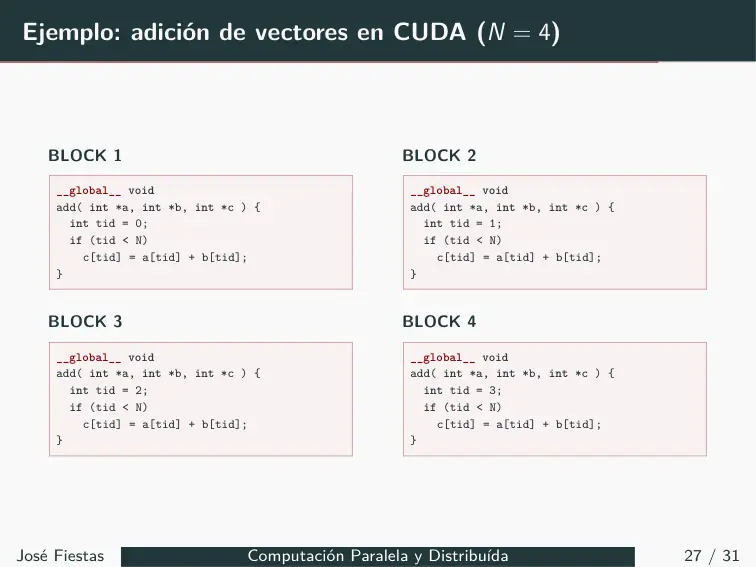 Ejemplo: adición de vectores en CUDA (N = 4)
BLOCK 1
__global__ void
add( int *a, int *b, int *c ) {
int tid = 0;
if (tid < N)
c[tid] = a[tid] + b[tid];
}
BLOCK 2
__global__ void
add( int *a, int *b, int *c ) {
int tid = 1;
if (tid < N)
c[tid] = a[tid] + b[tid];
}
BLOCK 3
__global__ void
add( int *a, int *b, int *c ) {
int tid = 2;
if (tid < N)
c[tid] = a[tid] + b[tid];
}
BLOCK 4
__global__ void
add( int *a, int *b, int *c ) {
int tid = 3;
if (tid < N)
c[tid] = a[tid] + b[tid];
}
José Fiestas Computación Paralela y Distribuída 27 / 31